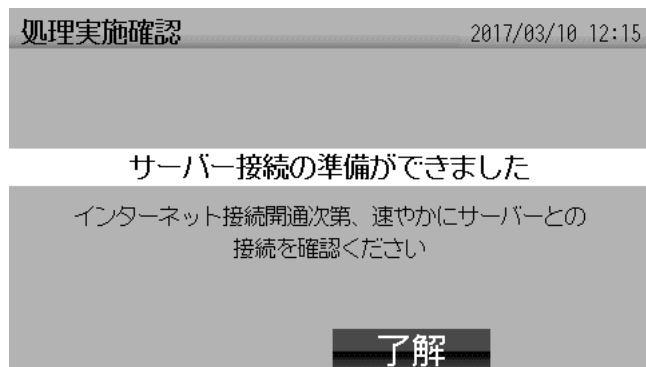 処理実施確認 2017/03/10 12:15
サーバー接続の準備ができました
インターネット接続開通次第、速やかにサーバーとの
接続を確認ください
了解